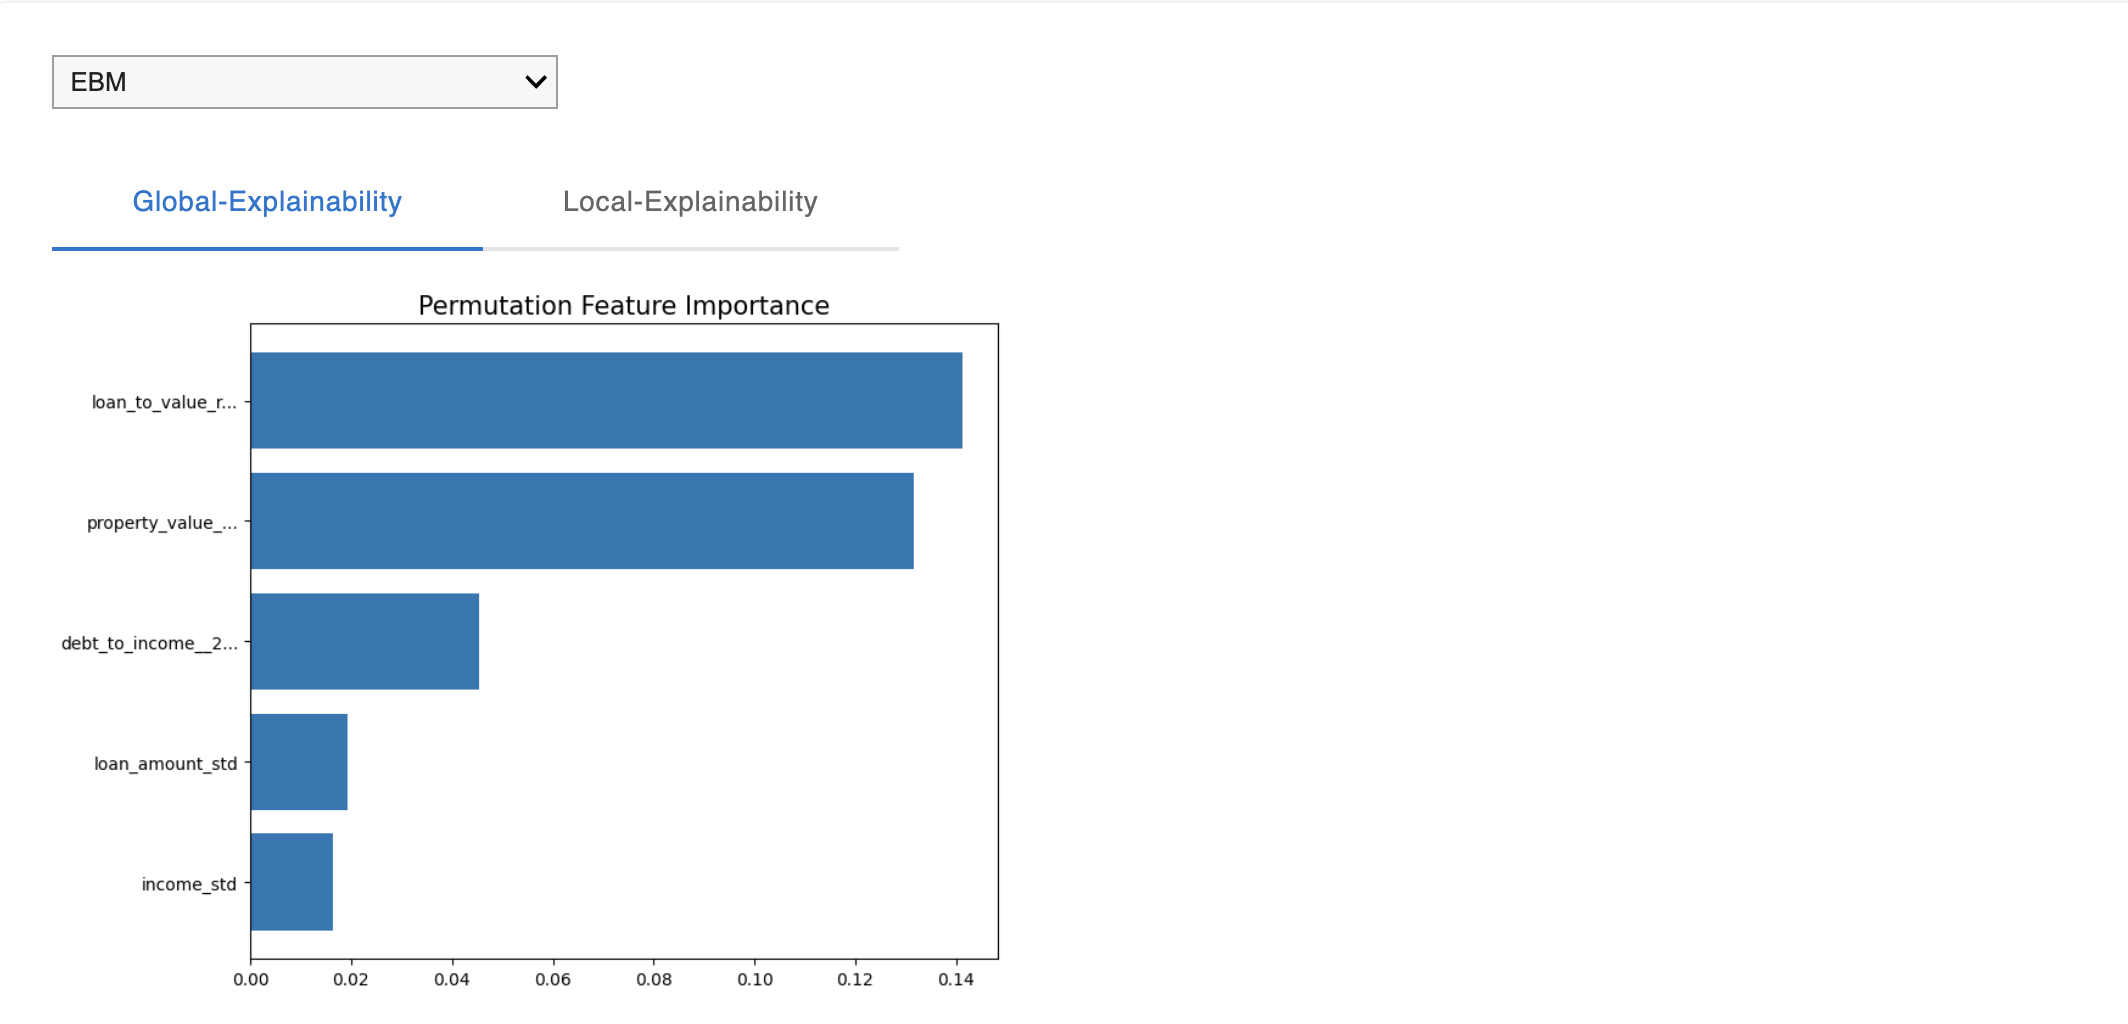 EBM
Global-Explainability Local-Explainability
Permutation Feature Importance
loan_to_value_r...
property_value_...
debt_to_income__2...
loan_amount_std
income_std
0.00 0.02 0.04 0.06 0.08 0.10 0.12 0.14